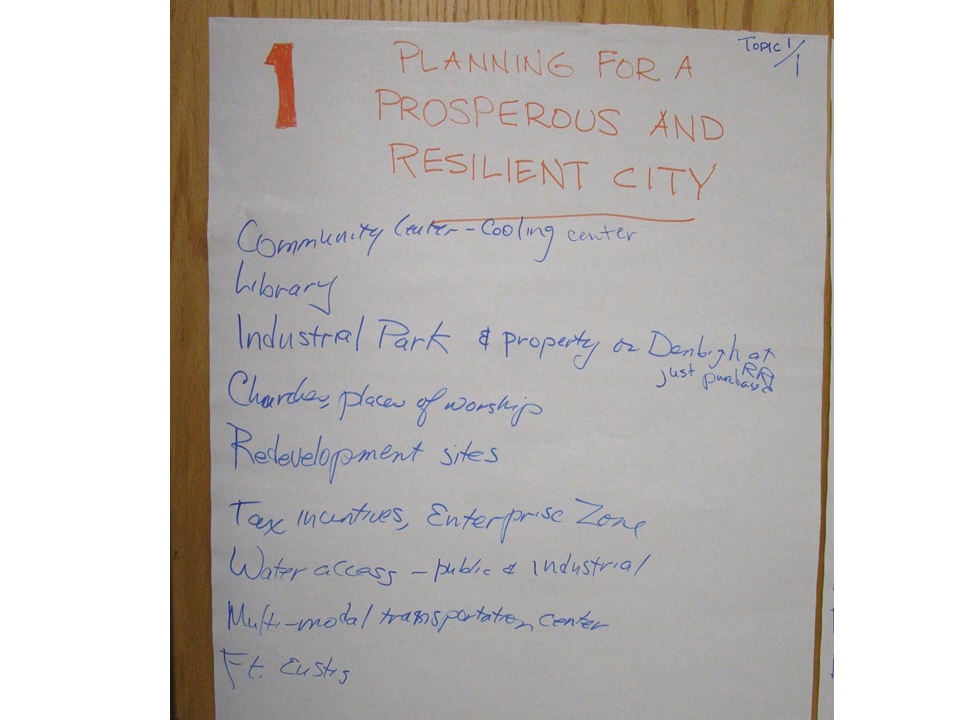 1
Topic 1/1
PLANNING FOR A
PROSPEROUS AND
RESILIENT CITY
Community Center - Cooling center
Library
Industrial Park & property on Denbigh at RR
just purchased
Churches, places of worship
Redevelopment sites
Tax incentives, Enterprise Zone
Water access - public & industrial
Multi-modal transportation center
Ft. Eustis